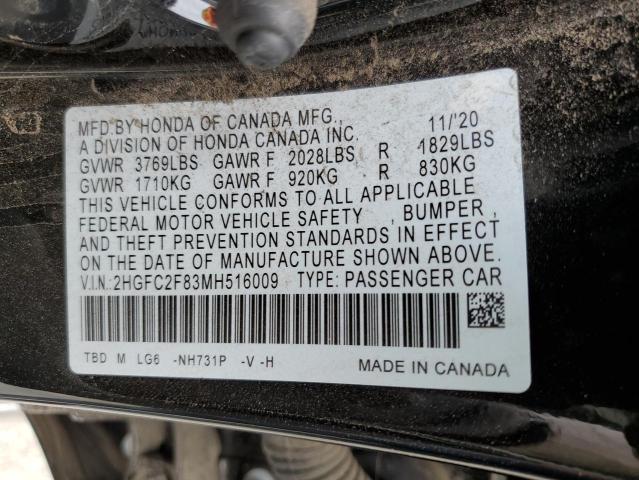 MFD.BY HONDA OF CANADA MFG., 11/'20
A DIVISION OF HONDA CANADA INC.
GVWR 3769LBS GAWR F 2028LBS R 1829LBS
GVWR 1710KG GAWR F 920KG R 830KG
THIS VEHICLE CONFORMS TO ALL APPLICABLE
FEDERAL MOTOR VEHICLE SAFETY , BUMPER ,
AND THEFT PREVENTION STANDARDS IN EFFECT
ON THE DATE OF MANUFACTURE SHOWN ABOVE.
V.I.N.: 2HGFC2F83MH516009 TYPE: PASSENGER CAR
TBD M LG6 -NH731P -V -H MADE IN CANADA